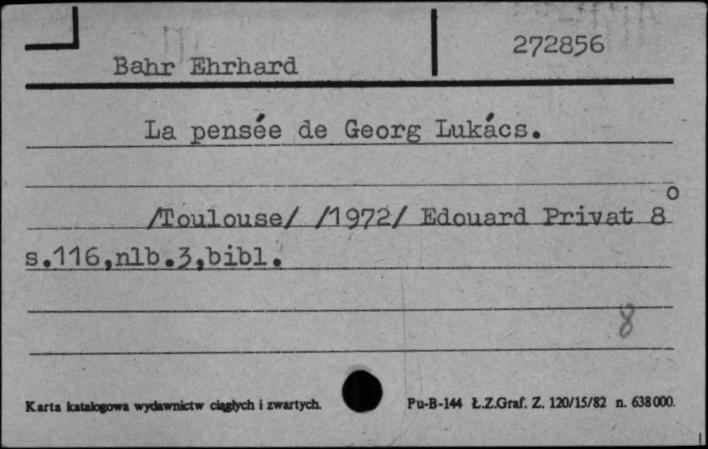 272856
Bahr Ehrhard
La pensée de Georg Lukács.
/Toulouse/ /1972/ Edouard Privat 8°
s.116,nlb.3,bibl.
8
Karta katalogowa wydawnictw ciągłych i zwartych. Pu-B-144 Ł.Z.Graf. Z. 120/15/82 n. 638000.